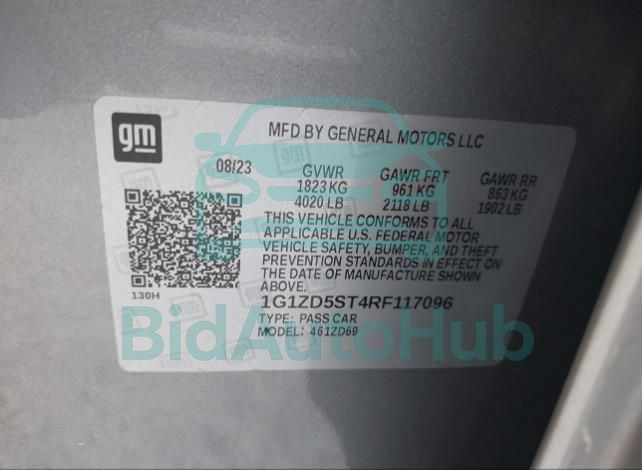 gm
MFD BY GENERAL MOTORS LLC
08/23 GVWR GAWR FRT GAWR RR
1823 KG 961 KG 863 KG
4020 LB 2118 LB 1902 LB
THIS VEHICLE CONFORMS TO ALL
APPLICABLE U.S. FEDERAL MOTOR
VEHICLE SAFETY, BUMPER, AND THEFT
PREVENTION STANDARDS IN EFFECT ON
THE DATE OF MANUFACTURE SHOWN
ABOVE.
130H
1G1ZD5ST4RF117096
TYPE: PASS CAR
MODEL: 461ZD69
BidAutoHub